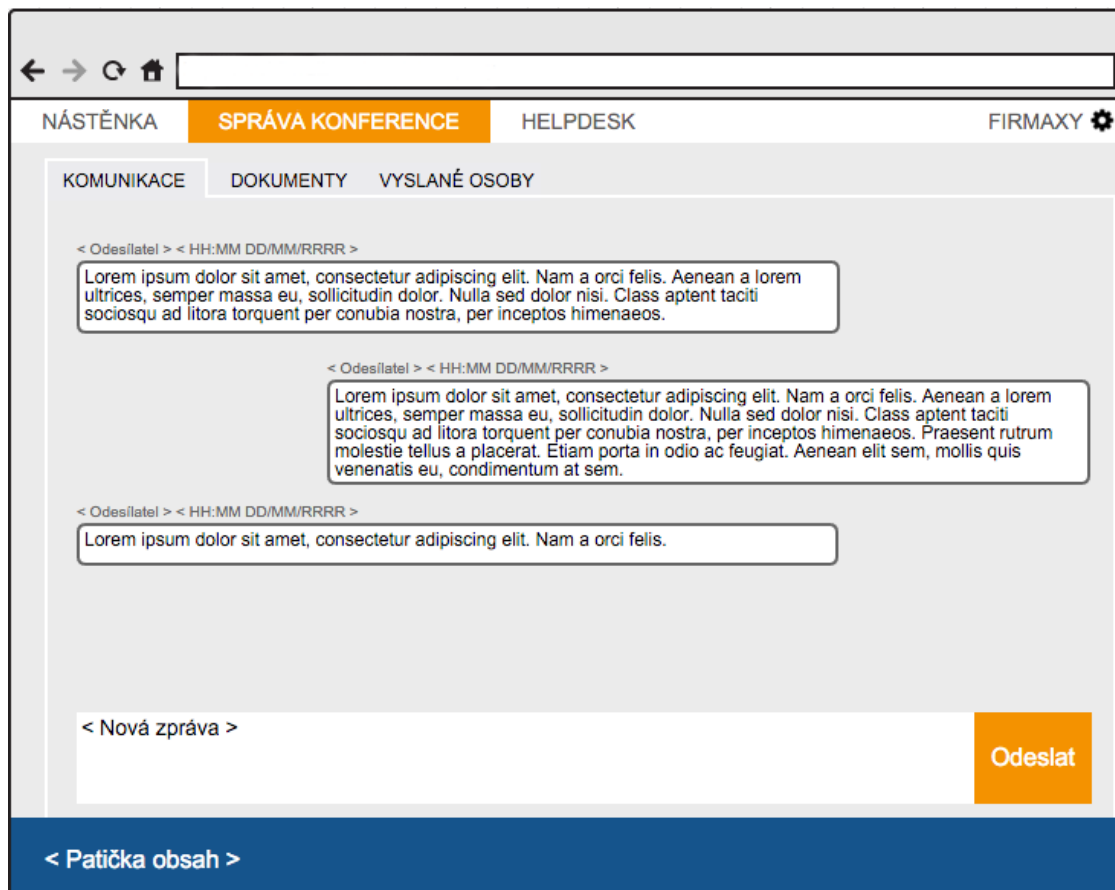 NÁSTĚNKA SPRÁVA KONFERENCE HELPDESK FIRMAXY
KOMUNIKACE DOKUMENTY VYSLANÉ OSOBY
< Odesílatel > < HH:MM DD/MM/RRRR >
Lorem ipsum dolor sit amet, consectetur adipiscing elit. Nam a orci felis. Aenean a lorem
ultrices, semper massa eu, sollicitudin dolor. Nulla sed dolor nisi. Class aptent taciti
sociosqu ad litora torquent per conubia nostra, per inceptos himenaeos.
< Odesílatel > < HH:MM DD/MM/RRRR >
Lorem ipsum dolor sit amet, consectetur adipiscing elit. Nam a orci felis. Aenean a lorem
ultrices, semper massa eu, sollicitudin dolor. Nulla sed dolor nisi. Class aptent taciti
sociosqu ad litora torquent per conubia nostra, per inceptos himenaeos. Praesent rutrum
molestie tellus a placerat. Etiam porta in odio ac feugiat. Aenean elit sem, mollis quis
venenatis eu, condimentum at sem.
< Odesílatel > < HH:MM DD/MM/RRRR >
Lorem ipsum dolor sit amet, consectetur adipiscing elit. Nam a orci felis.
< Nová zpráva >
Odeslat
< Patička obsah >